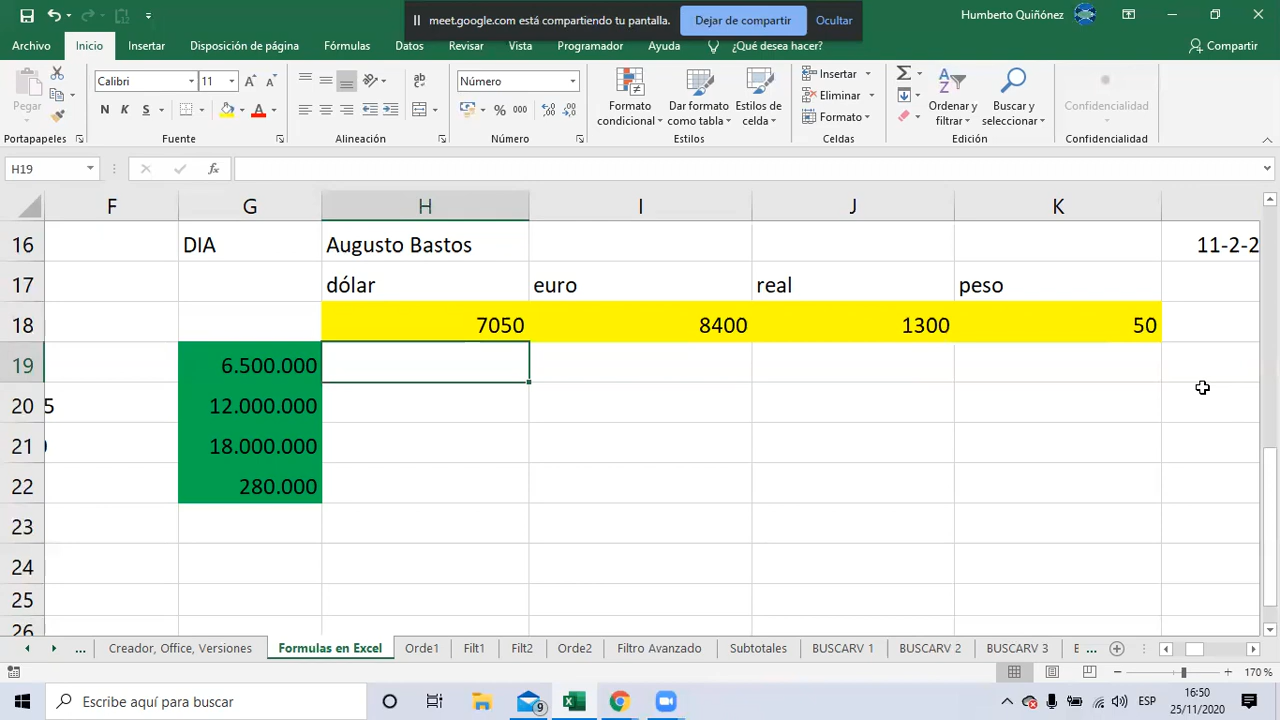 meet.google.com está compartiendo tu pantalla. Dejar de compartir Ocultar
Humberto Quiñónez
Archivo Inicio Insertar Disposición de página Fórmulas Datos Revisar Vista Programador Ayuda ¿Qué desea hacer? Compartir
Pegar
Calibri 11
N K S
Número
% 000
Formato condicional
Dar formato como tabla
Estilos de celda
Insertar
Eliminar
Formato
Ordenar y filtrar
Buscar y seleccionar
Confidencialidad
Portapapeles Fuente Alineación Número Estilos Celdas Edición Confidencialidad
H19 fx
F G H I J K
16 DIA Augusto Bastos 11-2-2
17 dólar euro real peso
18 7050 8400 1300 50
19 6.500.000
20 5 12.000.000
21 18.000.000
22 280.000
23
24
25
26
... Creador, Office, Versiones Formulas en Excel Orde1 Filt1 Filt2 Orde2 Filtro Avanzado Subtotales BUSCARV 1 BUSCARV 2 BUSCARV 3 E ...
170 %
Escribe aquí para buscar
9
ESP
16:50
25/11/2020